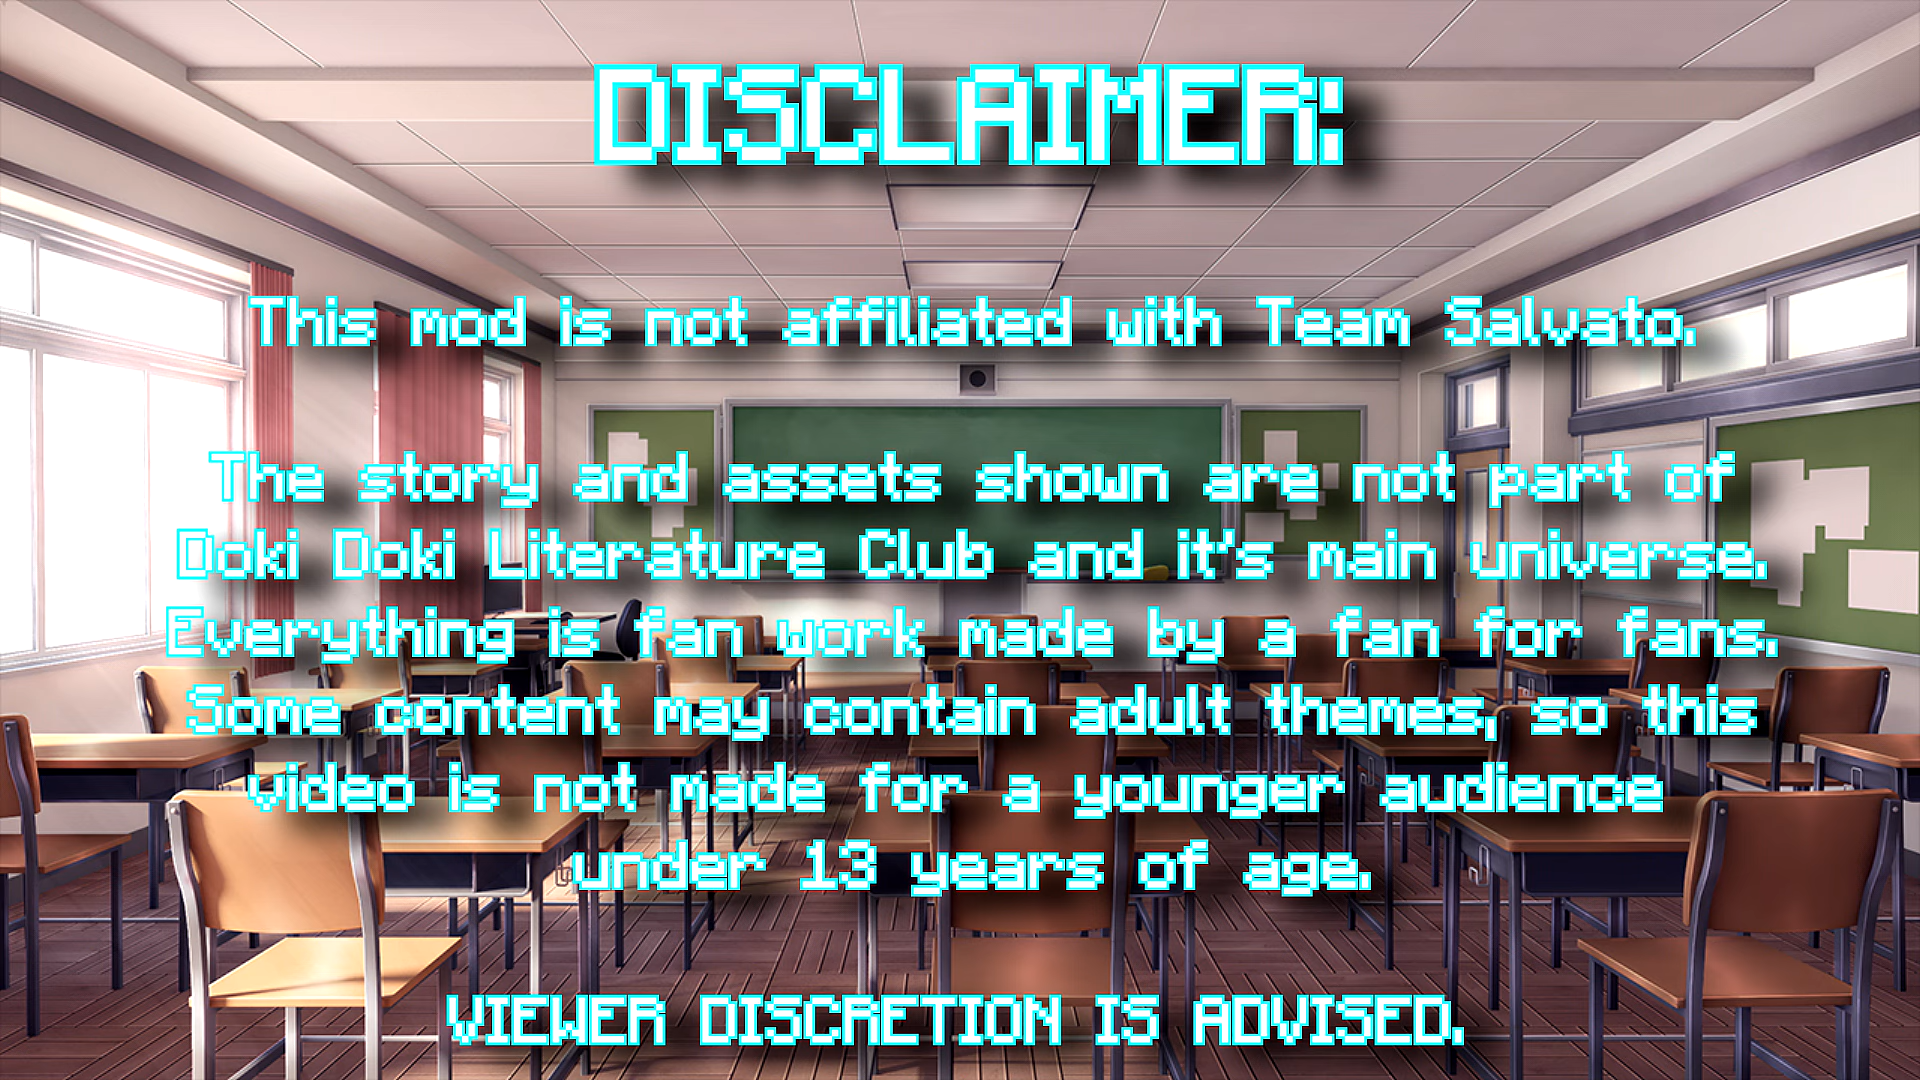 DISCLAIMER:
This mod is not affiliated with Team Salvato.
The story and assets shown are not part of
Doki Doki Literature Club and it's main universe.
Everything is fan work made by a fan for fans.
Some content may contain adult themes, so this
video is not made for a younger audience
under 13 years of age.
VIEWER DISCRETION IS ADVISED.